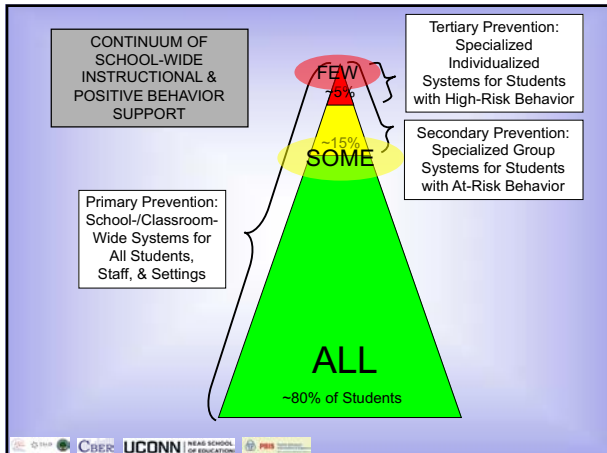 CONTINUUM OF
SCHOOL-WIDE
INSTRUCTIONAL &
POSITIVE BEHAVIOR
SUPPORT
FEW
~5%
Tertiary Prevention:
Specialized
Individualized
Systems for Students
with High-Risk Behavior
~15%
SOME
Secondary Prevention:
Specialized Group
Systems for Students
with At-Risk Behavior
Primary Prevention:
School-/Classroom-
Wide Systems for
All Students,
Staff, & Settings
ALL
~80% of Students
CBER
UCONN
NEAG SCHOOL
OF EDUCATION
PBIS